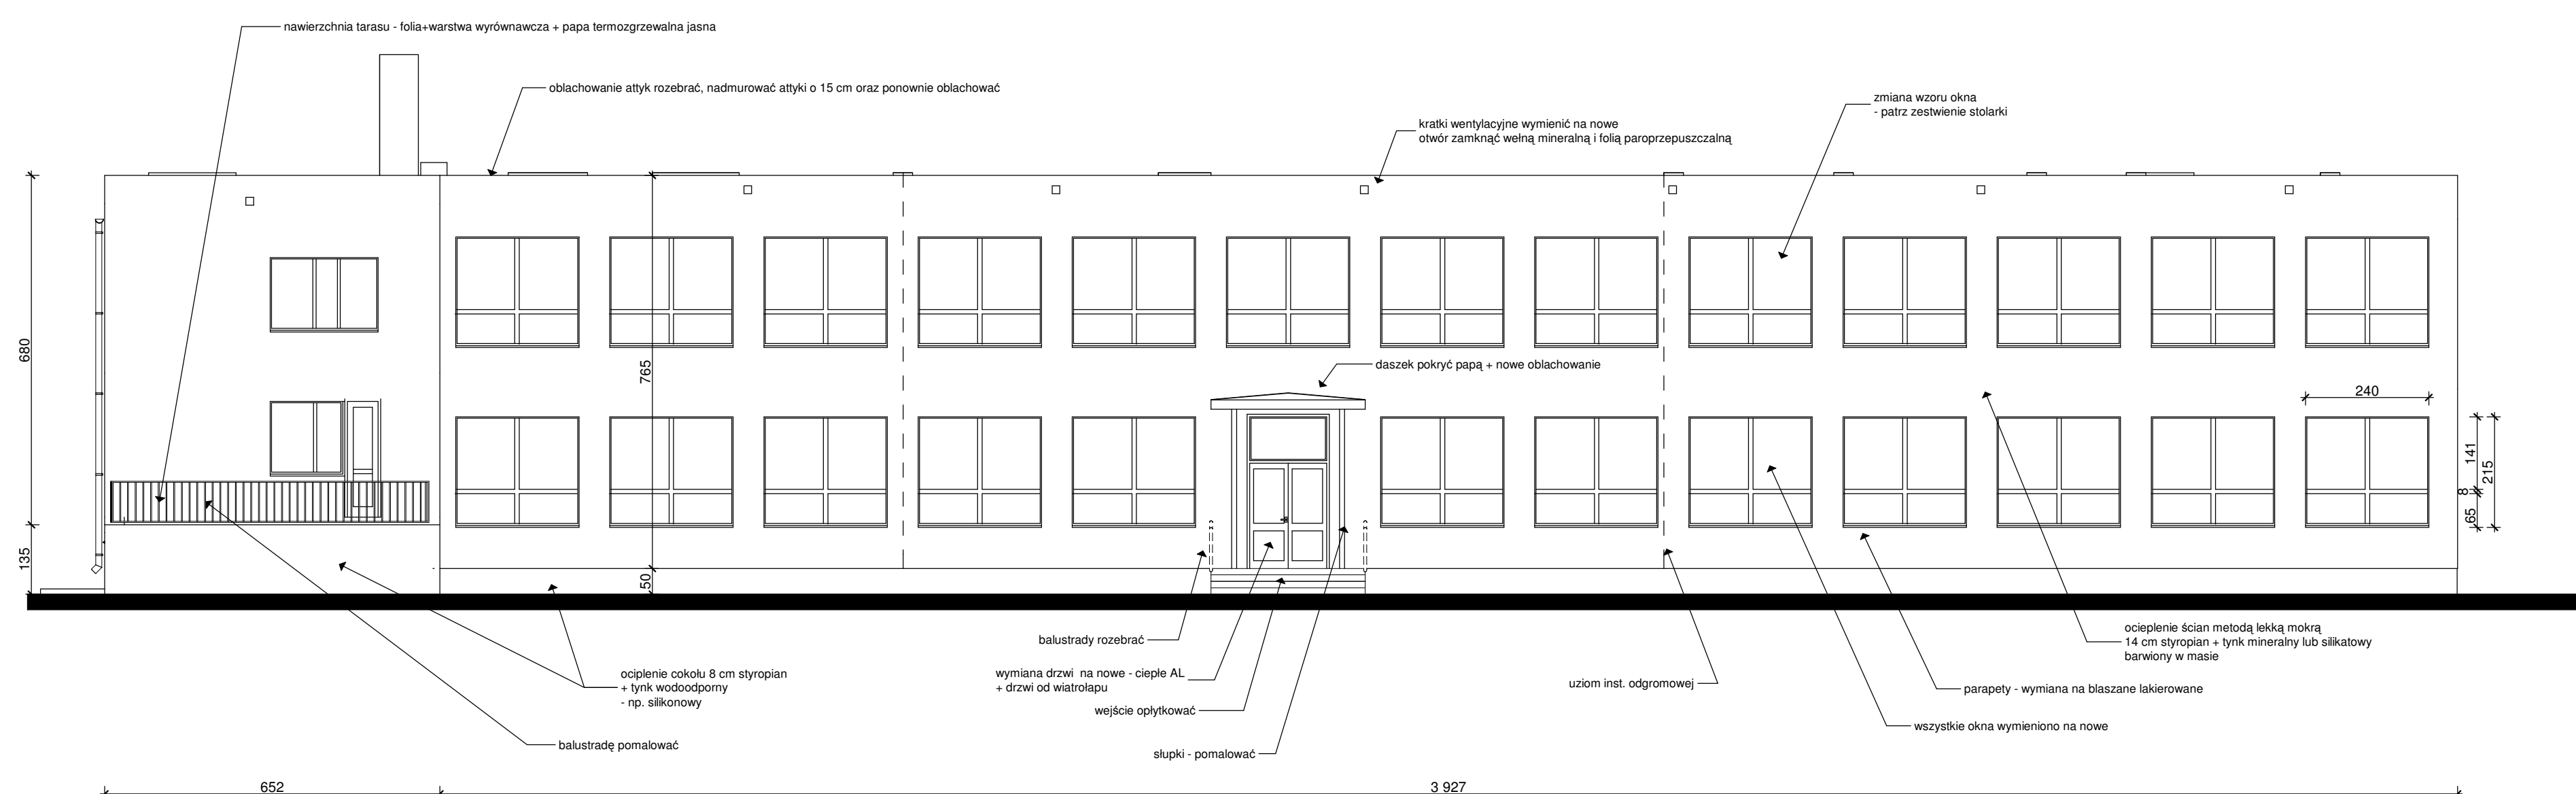 nawierzchnia tarasu - folia+warstwa wyrównawcza + papa termozgrzewalna jasna
oblachowanie attyk rozebrać, nadmurować attyki o 15 cm oraz ponownie oblachować
zmiana wzoru okna
- patrz zestwienie stolarki
kratki wentylacyjne wymienić na nowe
otwór zamknąć wełną mineralną i folią paroprzepuszczalną
680
765
daszek pokryć papą + nowe oblachowanie
240
141
215
8
65
135
50
balustrady rozebrać
ocieplenie ścian metodą lekką mokrą
14 cm styropian + tynk mineralny lub silikatowy
barwiony w masie
ociplenie cokołu 8 cm styropian
+ tynk wodoodporny
- np. silikonowy
wymiana drzwi na nowe - ciepłe AL
+ drzwi od wiatrołapu
uziom inst. odgromowej
parapety - wymiana na blaszane lakierowane
wejście opłytkować
wszystkie okna wymieniono na nowe
balustradę pomalować
słupki - pomalować
652
3 927